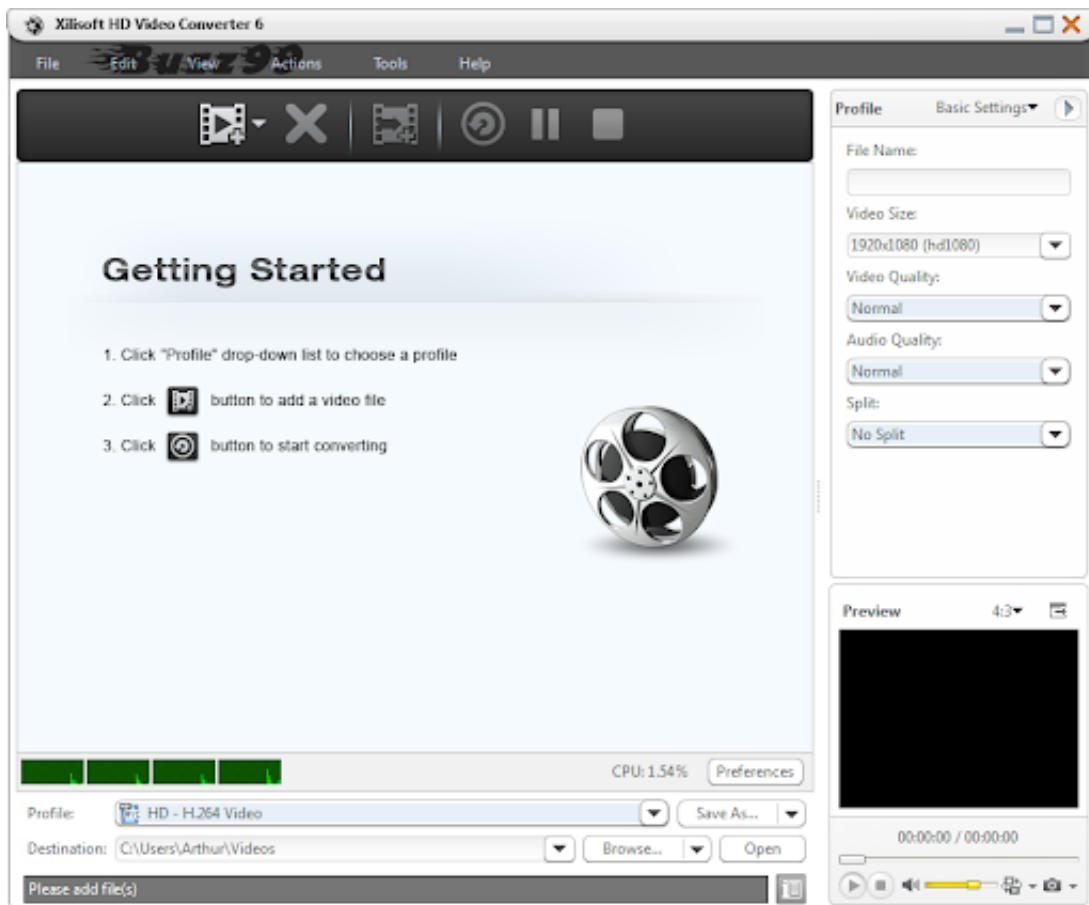 Xilisoft HD Video Converter 6
Buzz99
File Edit View Actions Tools Help
Profile Basic Settings
File Name:
Video Size:
1920x1080 (hd1080)
Video Quality:
Normal
Audio Quality:
Normal
Split:
No Split
Getting Started
1. Click "Profile" drop-down list to choose a profile
2. Click button to add a video file
3. Click button to start converting
Preview 4:3
CPU: 1.54% Preferences
Profile: HD - H.264 Video Save As...
Destination: C:\Users\Arthur\Videos Browse... Open
00:00:00 / 00:00:00
Please add file(s)